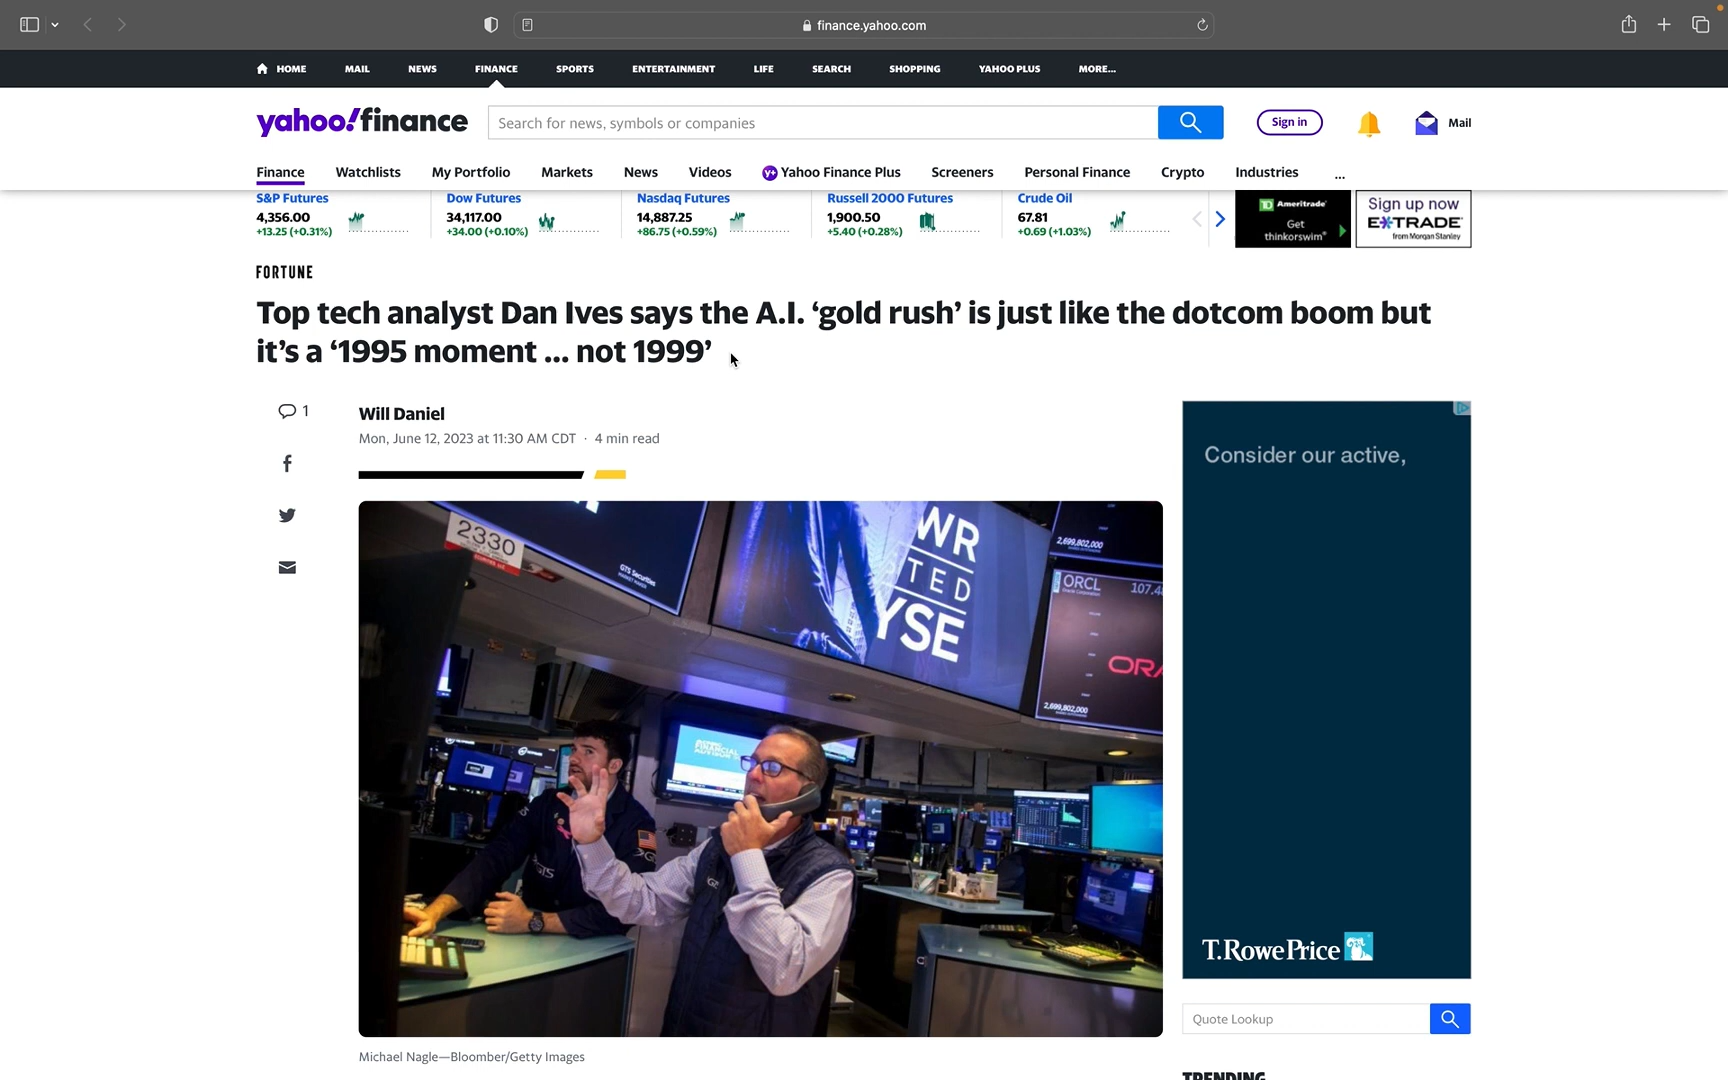 finance.yahoo.com
HOME MAIL NEWS FINANCE SPORTS ENTERTAINMENT LIFE SEARCH SHOPPING YAHOO PLUS MORE...
yahoo!finance
Search for news, symbols or companies
Sign in
Mail
Finance Watchlists My Portfolio Markets News Videos Y+ Yahoo Finance Plus Screeners Personal Finance Crypto Industries ...
S&P Futures
4,356.00
+13.25 (+0.31%)
Dow Futures
34,117.00
+34.00 (+0.10%)
Nasdaq Futures
14,887.25
+86.75 (+0.59%)
Russell 2000 Futures
1,900.50
+5.40 (+0.28%)
Crude Oil
67.81
+0.69 (+1.03%)
TD Ameritrade®
Get
thinkorswim®
Sign up now
E*TRADE®
from Morgan Stanley
FORTUNE
Top tech analyst Dan Ives says the A.I. ‘gold rush’ is just like the dotcom boom but
it’s a ‘1995 moment ... not 1999’
1
Will Daniel
Mon, June 12, 2023 at 11:30 AM CDT · 4 min read
2330
GTS Securities
WR
TED
YSE
2,699,802,000
ORCL 107.4
ORA
2,699,802,000
GTS
Consider our active,
T.RowePrice
Quote Lookup
Michael Nagle—Bloomber/Getty Images
TRENDING